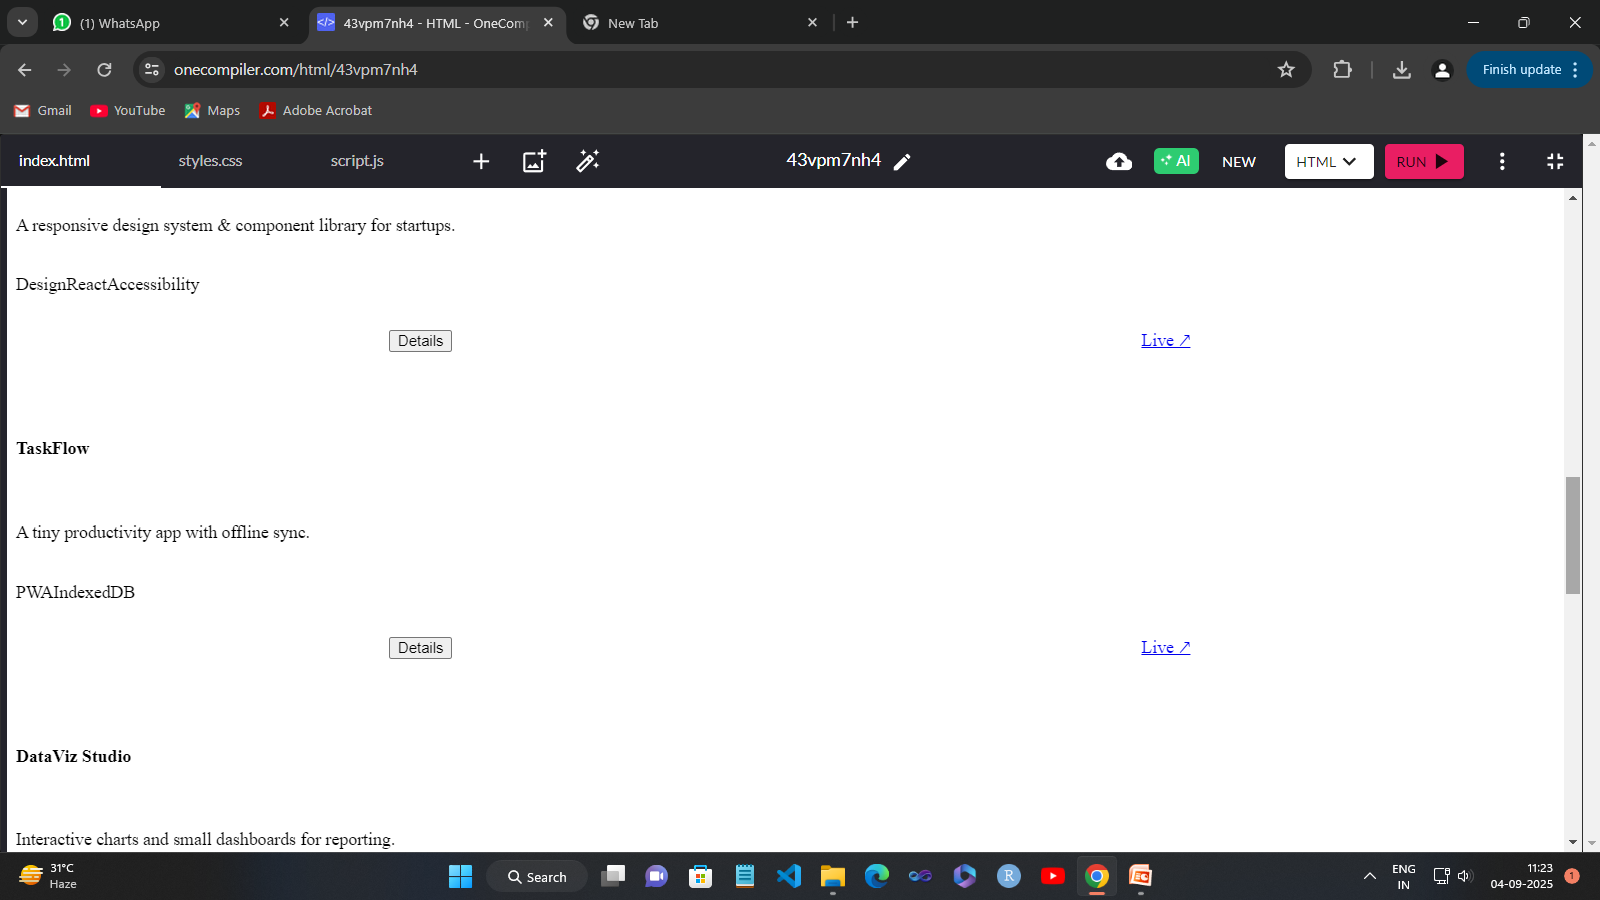 (1) WhatsApp
43vpm7nh4 - HTML - OneComp
New Tab
onecompiler.com/html/43vpm7nh4
Finish update
Gmail
YouTube
Maps
Adobe Acrobat
index.html
styles.css
script.js
43vpm7nh4
AI
NEW
HTML
RUN
A responsive design system & component library for startups.
DesignReactAccessibility
Details
Live ↗
TaskFlow
A tiny productivity app with offline sync.
PWAIndexedDB
Details
Live ↗
DataViz Studio
Interactive charts and small dashboards for reporting.
31°C
Haze
Search
R
ENG
IN
11:23
04-09-2025
1